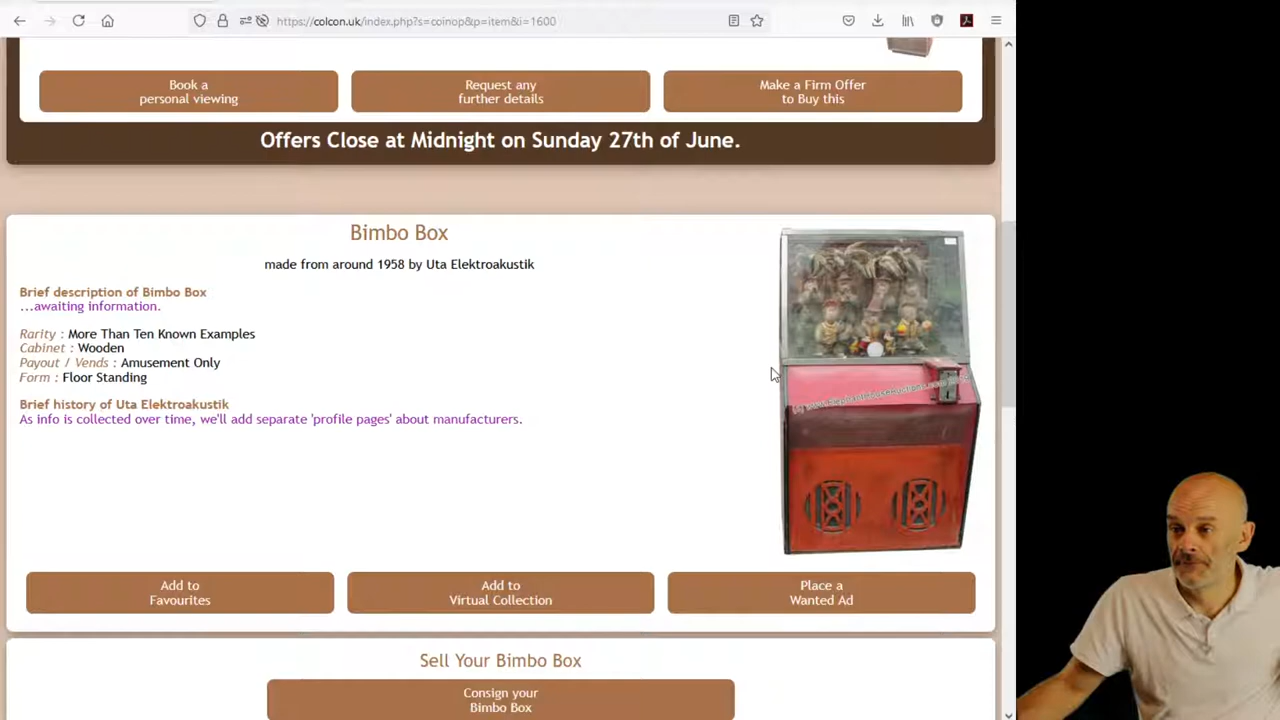 https://colcon.uk/index.php?s=coinop&p=item&i=1600
Book a
personal viewing
Request any
further details
Make a Firm Offer
to Buy this
Offers Close at Midnight on Sunday 27th of June.
Bimbo Box
made from around 1958 by Uta Elektroakustik
Brief description of Bimbo Box
...awaiting information.
Rarity : More Than Ten Known Examples
Cabinet : Wooden
Payout / Vends : Amusement Only
Form : Floor Standing
Brief history of Uta Elektroakustik
As info is collected over time, we'll add separate 'profile pages' about manufacturers.
Add to
Favourites
Add to
Virtual Collection
Place a
Wanted Ad
Sell Your Bimbo Box
Consign your
Bimbo Box